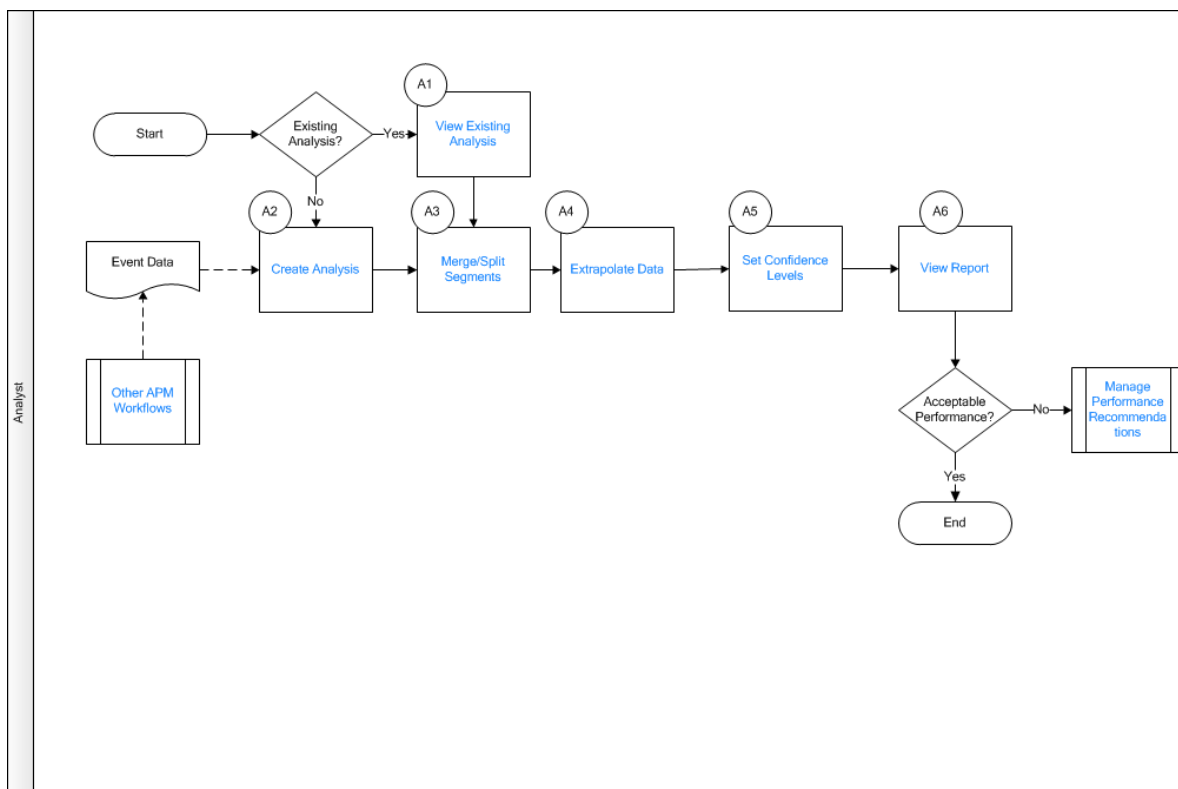 Analyst
A1
Start
Existing
Analysis?
Yes
View Existing
Analysis
No
A2
A3
A4
A5
A6
Event Data
Create Analysis
Merge/Split
Segments
Extrapolate Data
Set Confidence
Levels
View Report
Other APM
Workflows
Acceptable
Performance?
No
Manage
Performance
Recommenda
tions
Yes
End